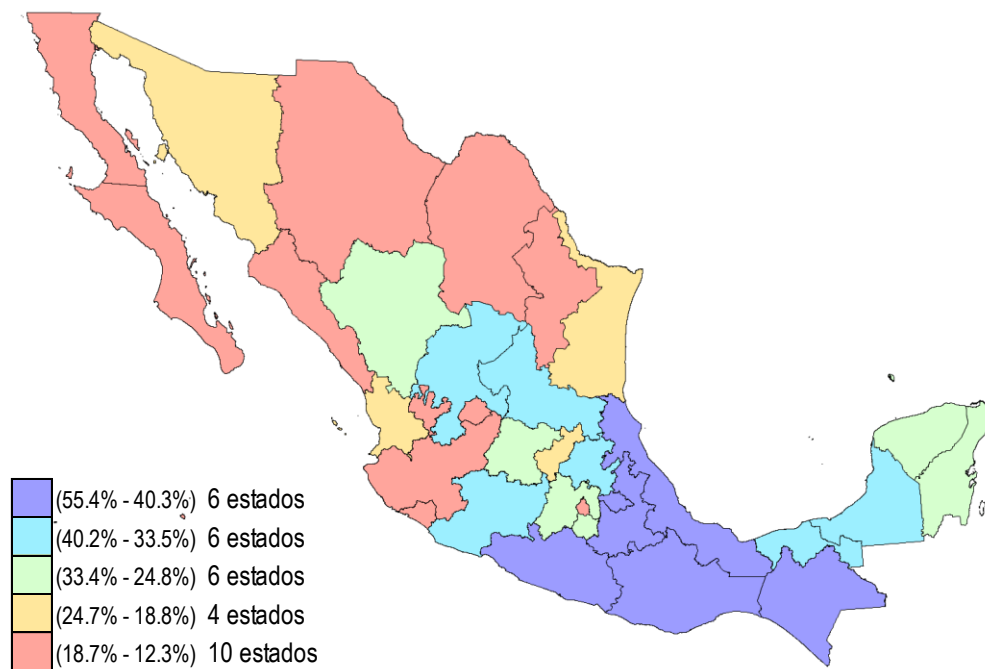 (55.4% - 40.3%) 6 estados
(40.2% - 33.5%) 6 estados
(33.4% - 24.8%) 6 estados
(24.7% - 18.8%) 4 estados
(18.7% - 12.3%) 10 estados